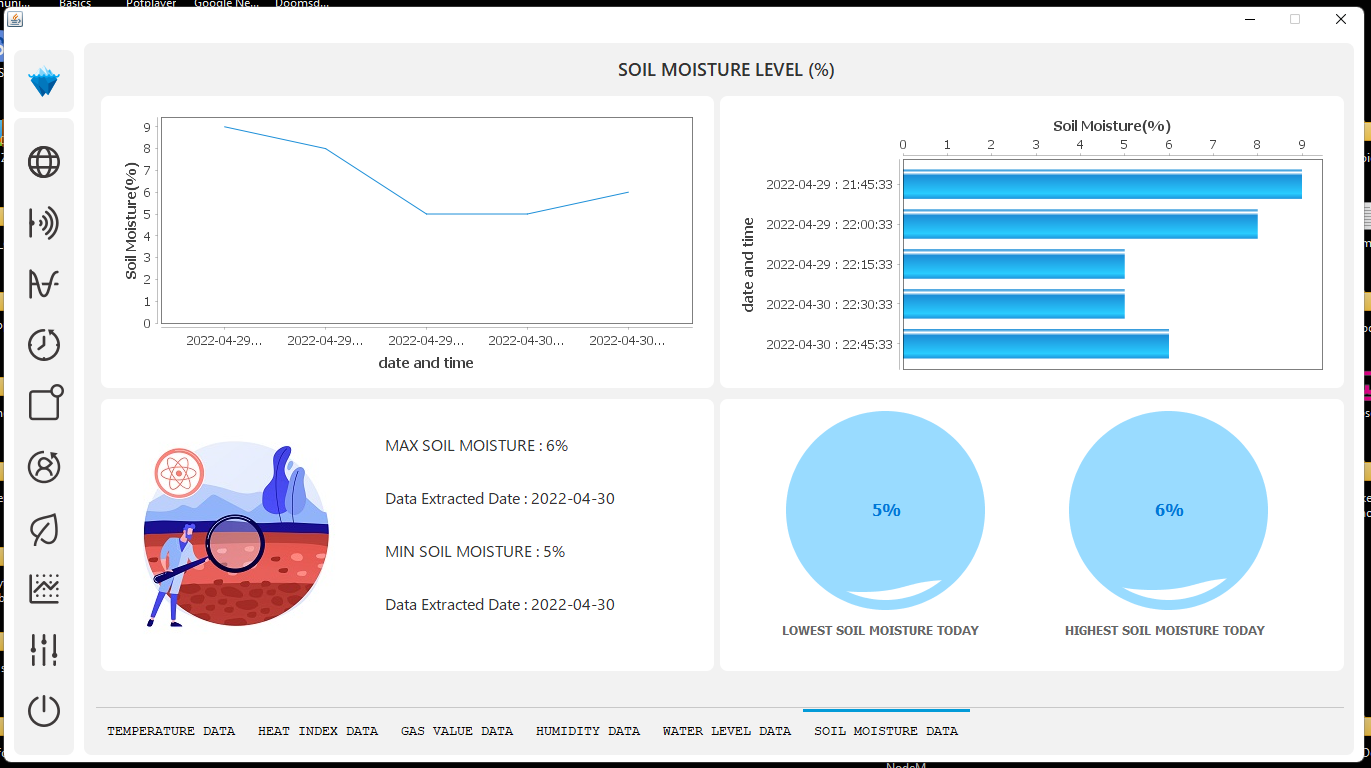 Basics
Potplayer
Google Ne...
Doomsd...
SOIL MOISTURE LEVEL (%)
Soil Moisture(%)
9
8
7
6
5
4
3
2
1
0
2022-04-29...
2022-04-29...
2022-04-29...
2022-04-30...
2022-04-30...
date and time
Soil Moisture(%)
0 1 2 3 4 5 6 7 8 9
date and time
2022-04-29 : 21:45:33
2022-04-29 : 22:00:33
2022-04-29 : 22:15:33
2022-04-30 : 22:30:33
2022-04-30 : 22:45:33
MAX SOIL MOISTURE : 6%
Data Extracted Date : 2022-04-30
MIN SOIL MOISTURE : 5%
Data Extracted Date : 2022-04-30
5%
LOWEST SOIL MOISTURE TODAY
6%
HIGHEST SOIL MOISTURE TODAY
TEMPERATURE DATA
HEAT INDEX DATA
GAS VALUE DATA
HUMIDITY DATA
WATER LEVEL DATA
SOIL MOISTURE DATA
NodeM